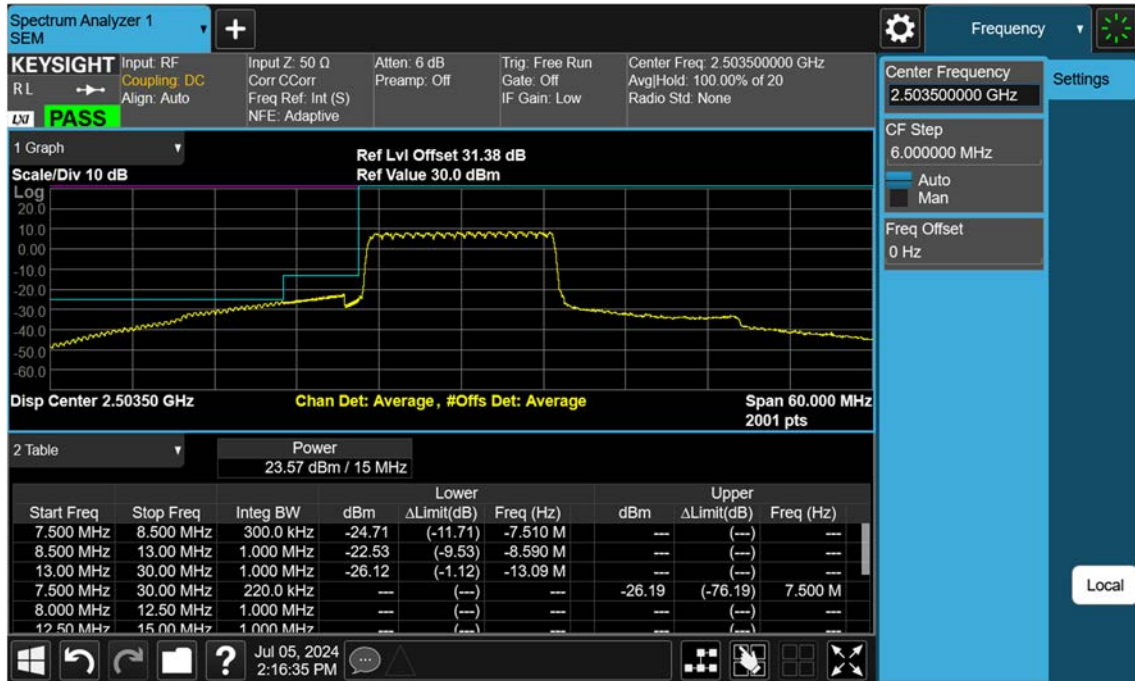 Spectrum Analyzer 1
SEM
Frequency
KEYSIGHT
RL
LXI
PASS
Input: RF
Coupling: DC
Align: Auto
Input Z: 50 Ω
Corr CCorr
Freq Ref: Int (S)
NFE: Adaptive
Atten: 6 dB
Preamp: Off
Trig: Free Run
Gate: Off
IF Gain: Low
Center Freq: 2.503500000 GHz
Avg|Hold: 100.00% of 20
Radio Std: None
Center Frequency
2.503500000 GHz
Settings
CF Step
6.000000 MHz
Auto
Man
Freq Offset
0 Hz
Local
1 Graph
Scale/Div 10 dB
Ref Lvl Offset 31.38 dB
Ref Value 30.0 dBm
Log
20.0
10.0
0.00
-10.0
-20.0
-30.0
-40.0
-50.0
-60.0
Disp Center 2.50350 GHz
Chan Det: Average, #Offs Det: Average
Span 60.000 MHz
2001 pts
2 Table
Power
23.57 dBm / 15 MHz
Lower Upper
Start Freq Stop Freq Integ BW dBm ΔLimit(dB) Freq (Hz) dBm ΔLimit(dB) Freq (Hz)
7.500 MHz 8.500 MHz 300.0 kHz -24.71 (-11.71) -7.510 M --- (---) ---
8.500 MHz 13.00 MHz 1.000 MHz -22.53 (-9.53) -8.590 M --- (---) ---
13.00 MHz 30.00 MHz 1.000 MHz -26.12 (-1.12) -13.09 M --- (---) ---
7.500 MHz 30.00 MHz 220.0 kHz --- (---) --- -26.19 (-76.19) 7.500 M
8.000 MHz 12.50 MHz 1.000 MHz --- (---) --- --- (---) ---
12.50 MHz 15.00 MHz 1.000 MHz --- (---) --- --- (---) ---
?
Jul 05, 2024
2:16:35 PM